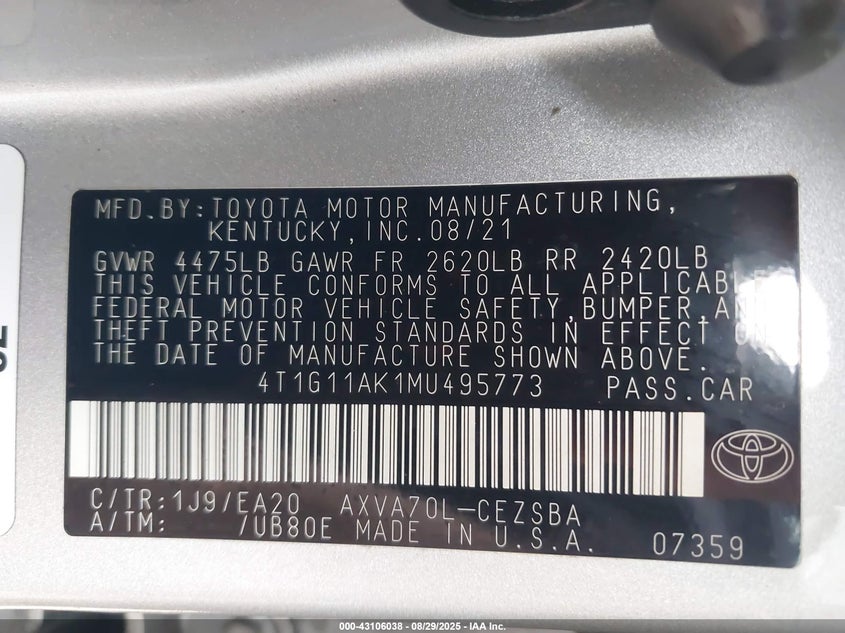 MFD.BY:TOYOTA MOTOR MANUFACTURING,
KENTUCKY,INC.08/21
GVWR 4475LB GAWR FR 2620LB RR 2420LB
THIS VEHICLE CONFORMS TO ALL APPLICABLE
FEDERAL MOTOR VEHICLE SAFETY,BUMPER,AND
THEFT PREVENTION STANDARDS IN EFFECT ON
THE DATE OF MANUFACTURE SHOWN ABOVE.
4T1G11AK1MU495773 PASS.CAR
C/TR:1J9/EA20 AXVA70L-CEZSBA
A/TM: /UB80E MADE IN U.S.A. 07359
000-43106038 - 08/29/2025 - IAA Inc.